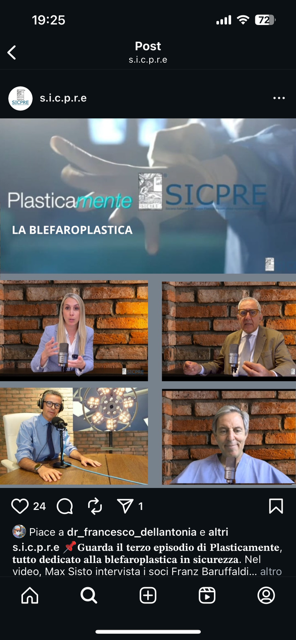 19:25
72
Post
s.i.c.p.r.e
s.i.c.p.r.e
Plasticamente
SICPRE
LA BLEFAROPLASTICA
24
1
Piace a dr_francesco_dellantonia e altri
s.i.c.p.r.e 📌Guarda il terzo episodio di Plasticamente,
tutto dedicato alla blefaroplastica in sicurezza. Nel
video, Max Sisto intervista i soci Franz Baruffaldi... altro